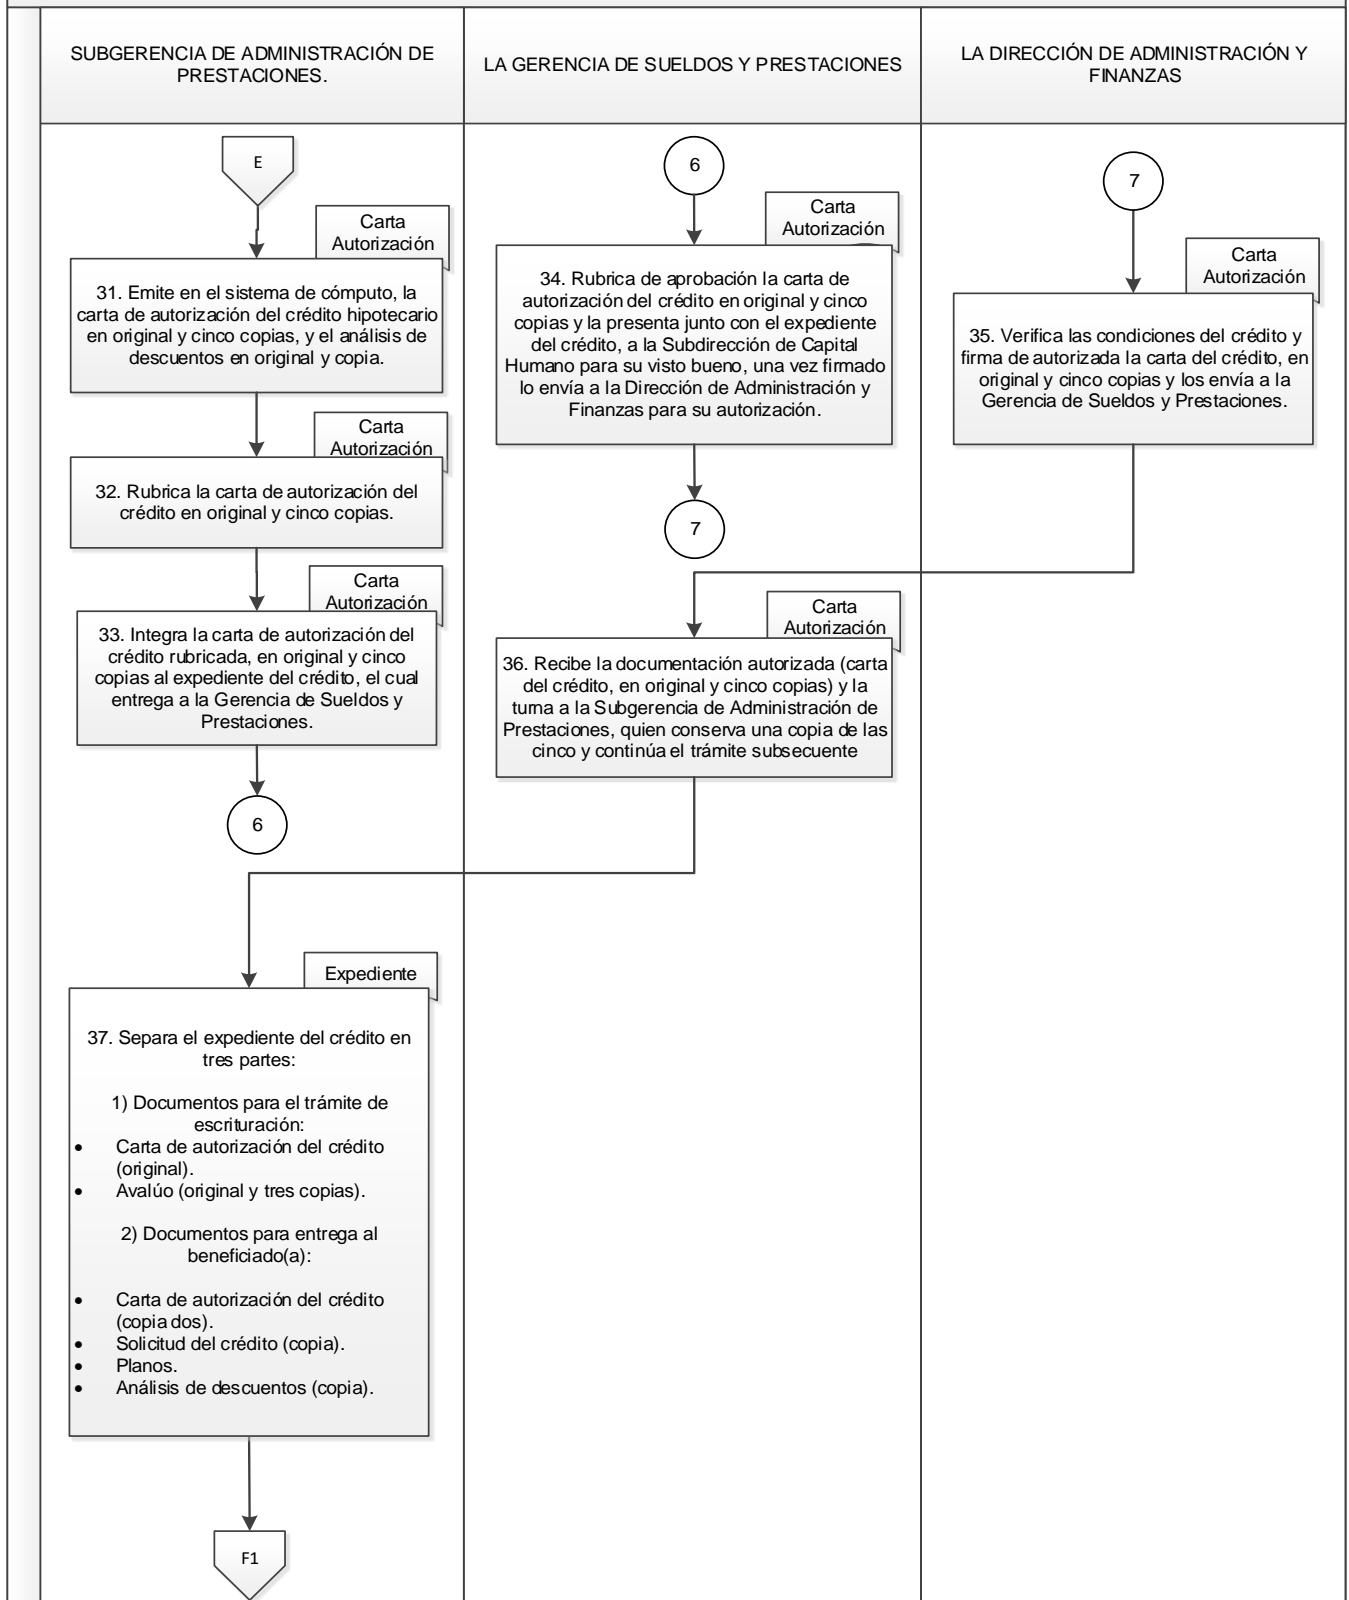 SUBGERENCIA DE ADMINISTRACIÓN DE
PRESTACIONES.
LA GERENCIA DE SUELDOS Y PRESTACIONES
LA DIRECCIÓN DE ADMINISTRACIÓN Y
FINANZAS
E
Carta
Autorización
31. Emite en el sistema de cómputo, la
carta de autorización del crédito hipotecario
en original y cinco copias, y el análisis de
descuentos en original y copia.
Carta
Autorización
32. Rubrica la carta de autorización del
crédito en original y cinco copias.
Carta
Autorización
33. Integra la carta de autorización del
crédito rubricada, en original y cinco
copias al expediente del crédito, el cual
entrega a la Gerencia de Sueldos y
Prestaciones.
6
6
Carta
Autorización
34. Rubrica de aprobación la carta de
autorización del crédito en original y cinco
copias y la presenta junto con el expediente
del crédito, a la Subdirección de Capital
Humano para su visto bueno, una vez firmado
lo envía a la Dirección de Administración y
Finanzas para su autorización.
7
7
Carta
Autorización
35. Verifica las condiciones del crédito y
firma de autorizada la carta del crédito, en
original y cinco copias y los envía a la
Gerencia de Sueldos y Prestaciones.
Carta
Autorización
36. Recibe la documentación autorizada (carta
del crédito, en original y cinco copias) y la
turna a la Subgerencia de Administración de
Prestaciones, quien conserva una copia de las
cinco y continúa el trámite subsecuente
Expediente
37. Separa el expediente del crédito en
tres partes:
1) Documentos para el trámite de
escrituración:
• Carta de autorización del crédito
(original).
• Avalúo (original y tres copias).
2) Documentos para entrega al
beneficiado(a):
• Carta de autorización del crédito
(copia dos).
• Solicitud del crédito (copia).
• Planos.
• Análisis de descuentos (copia).
F1